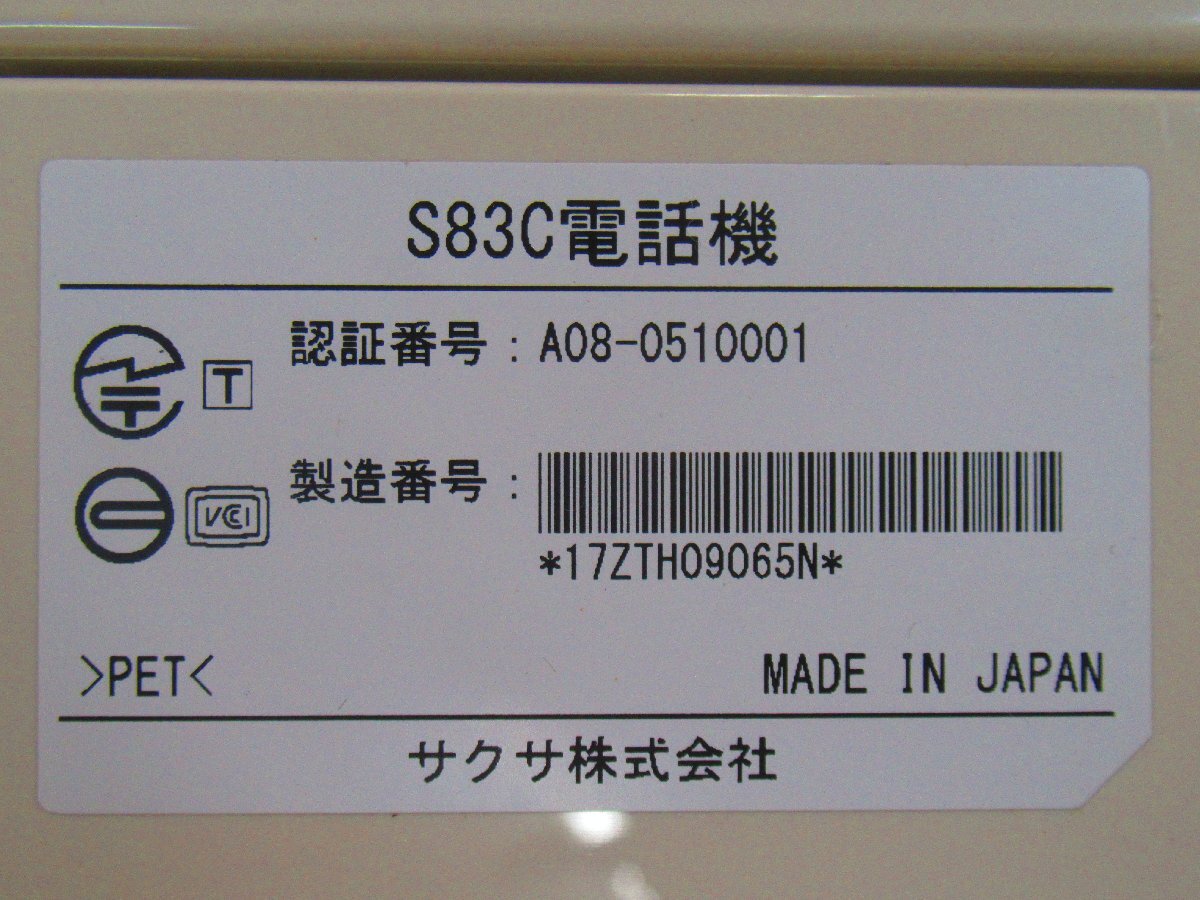 S83C電話機
認証番号：A08-0510001
T
製造番号：
VCCI
*17ZTH09065N*
>PET<
MADE IN JAPAN
サクサ株式会社